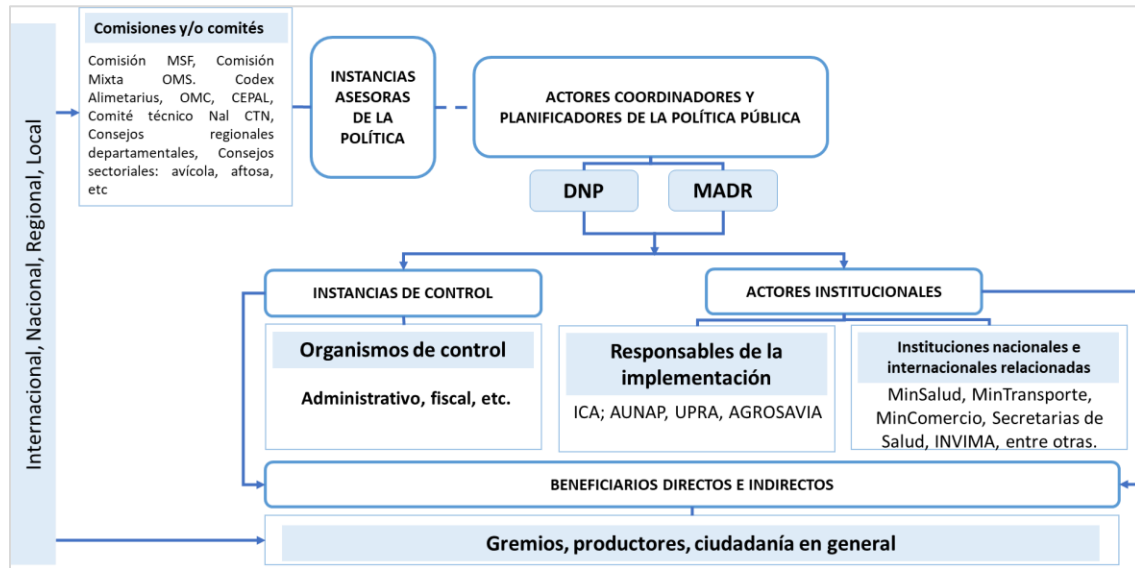 Internacional, Nacional, Regional, Local
Comisiones y/o comités
Comisión MSF, Comisión
Mixta OMS. Codex
Alimetarius, OMC, CEPAL,
Comité técnico Nal CTN,
Consejos regionales
departamentales, Consejos
sectoriales: avícola, aftosa,
etc
INSTANCIAS
ASESORAS
DE LA
POLÍTICA
ACTORES COORDINADORES Y
PLANIFICADORES DE LA POLÍTICA PÚBLICA
DNP
MADR
INSTANCIAS DE CONTROL
ACTORES INSTITUCIONALES
Organismos de control
Administrativo, fiscal, etc.
Responsables de la
implementación
ICA; AUNAP, UPRA, AGROSAVIA
Instituciones nacionales e
internacionales relacionadas
MinSalud, MinTransporte,
MinComercio, Secretarias de
Salud, INVIMA, entre otras.
BENEFICIARIOS DIRECTOS E INDIRECTOS
Gremios, productores, ciudadanía en general